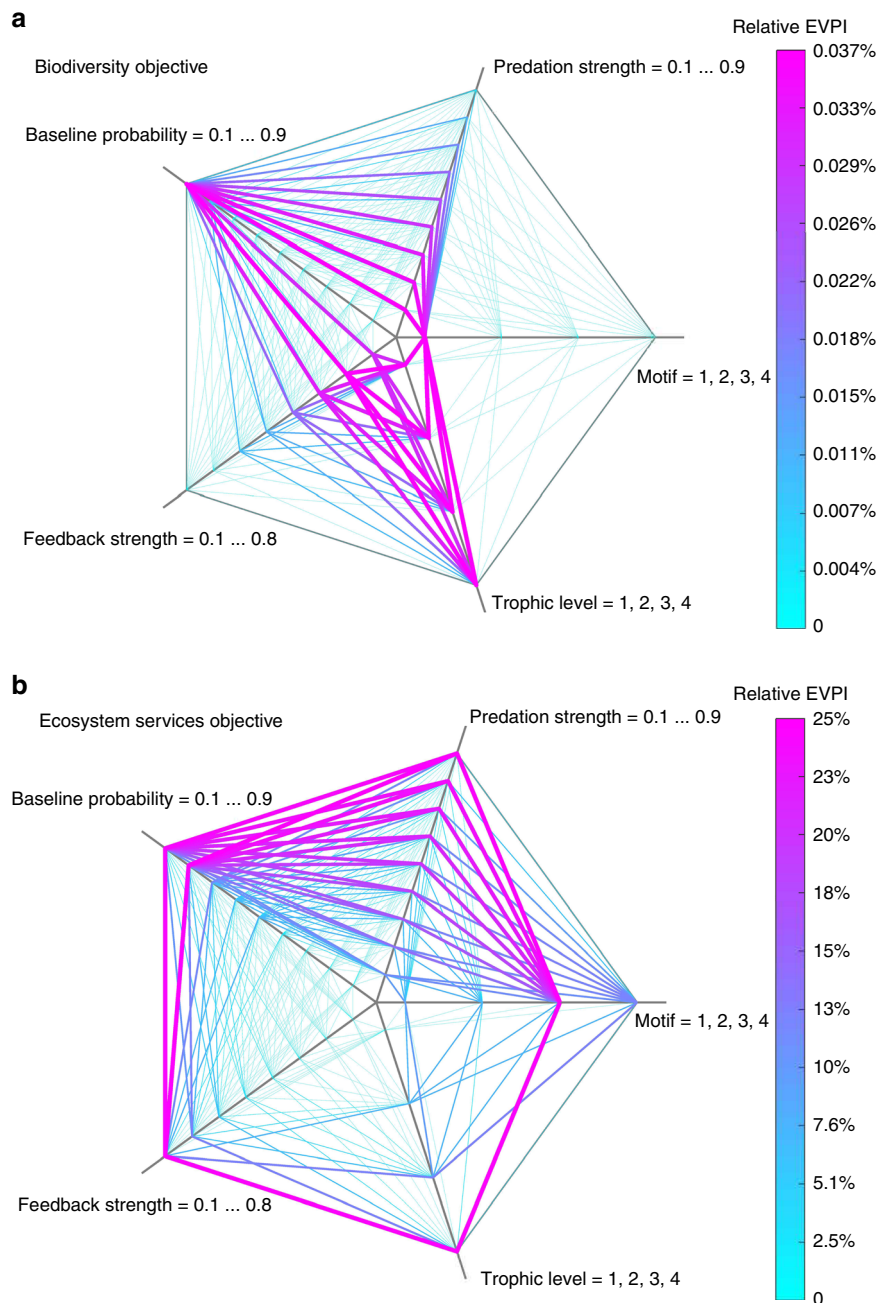 a
Relative EVPI
Biodiversity objective
Predation strength = 0.1 ... 0.9
Baseline probability = 0.1 ... 0.9
Motif = 1, 2, 3, 4
Feedback strength = 0.1 ... 0.8
Trophic level = 1, 2, 3, 4
0.037%
0.033%
0.029%
0.026%
0.022%
0.018%
0.015%
0.011%
0.007%
0.004%
0
b
Relative EVPI
Ecosystem services objective
Predation strength = 0.1 ... 0.9
Baseline probability = 0.1 ... 0.9
Motif = 1, 2, 3, 4
Feedback strength = 0.1 ... 0.8
Trophic level = 1, 2, 3, 4
25%
23%
20%
18%
15%
13%
10%
7.6%
5.1%
2.5%
0